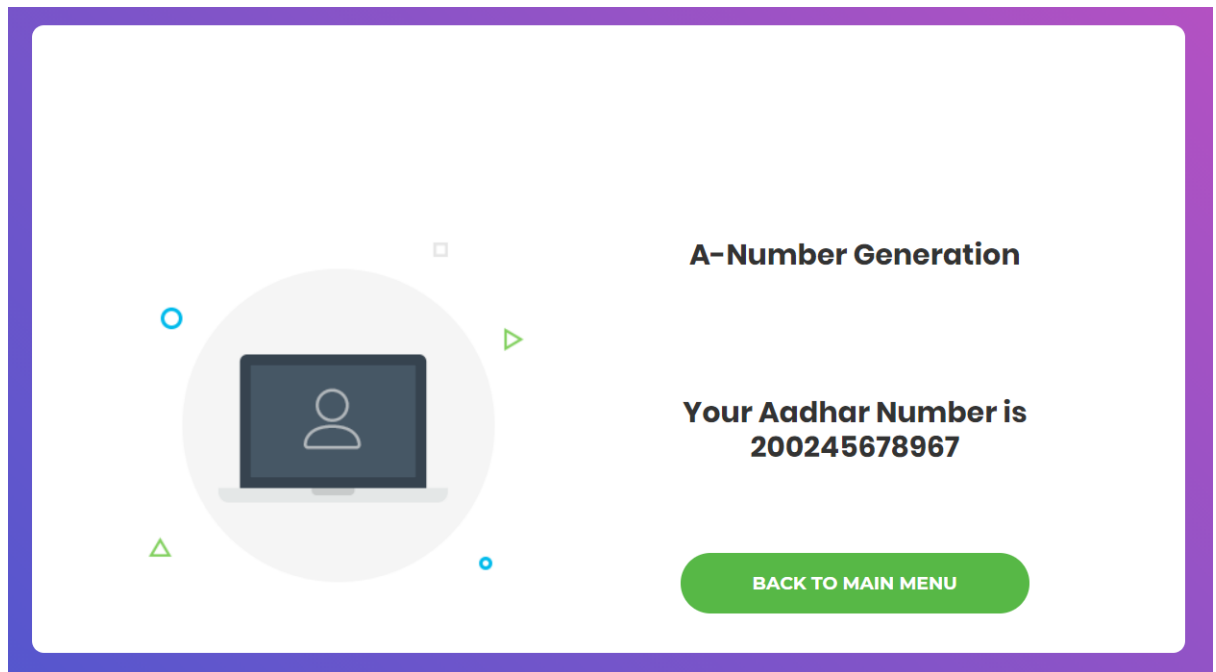 A-Number Generation
Your Aadhar Number is
200245678967
BACK TO MAIN MENU